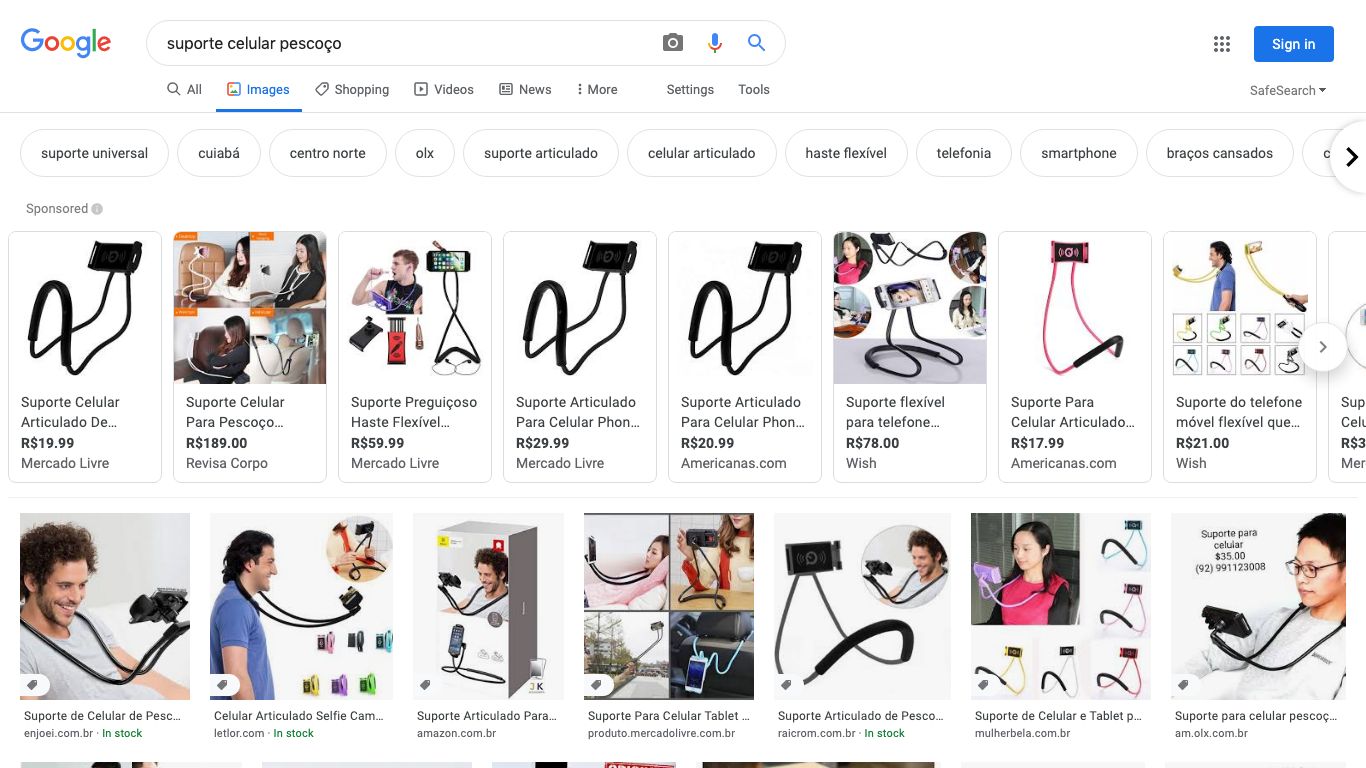 Google
suporte celular pescoço
Sign in
All
Images
Shopping
Videos
News
More
Settings
Tools
SafeSearch
suporte universal
cuiabá
centro norte
olx
suporte articulado
celular articulado
haste flexível
telefonia
smartphone
braços cansados
c
Sponsored
Suporte Celular
Articulado De…
R$19.99
Mercado Livre
Suporte Celular
Para Pescoço…
R$189.00
Revisa Corpo
Suporte Preguiçoso
Haste Flexível…
R$59.99
Mercado Livre
Suporte Articulado
Para Celular Phon…
R$29.99
Mercado Livre
Suporte Articulado
Para Celular Phon…
R$20.99
Americanas.com
Suporte flexível
para telefone…
R$78.00
Wish
Suporte Para
Celular Articulado…
R$17.99
Americanas.com
Suporte do telefone
móvel flexível que…
R$21.00
Wish
Sup
Celu
R$3
Mer
Suporte para
celular
$35.00
(92) 991123008
J K
Suporte de Celular de Pesc…
enjoei.com.br · In stock
Celular Articulado Selfie Cam…
letlor.com · In stock
Suporte Articulado Para…
amazon.com.br
Suporte Para Celular Tablet …
produto.mercadolivre.com.br
Suporte Articulado de Pesco…
raicrom.com.br · In stock
Suporte de Celular e Tablet p…
mulherbela.com.br
Suporte para celular pescoç…
am.olx.com.br